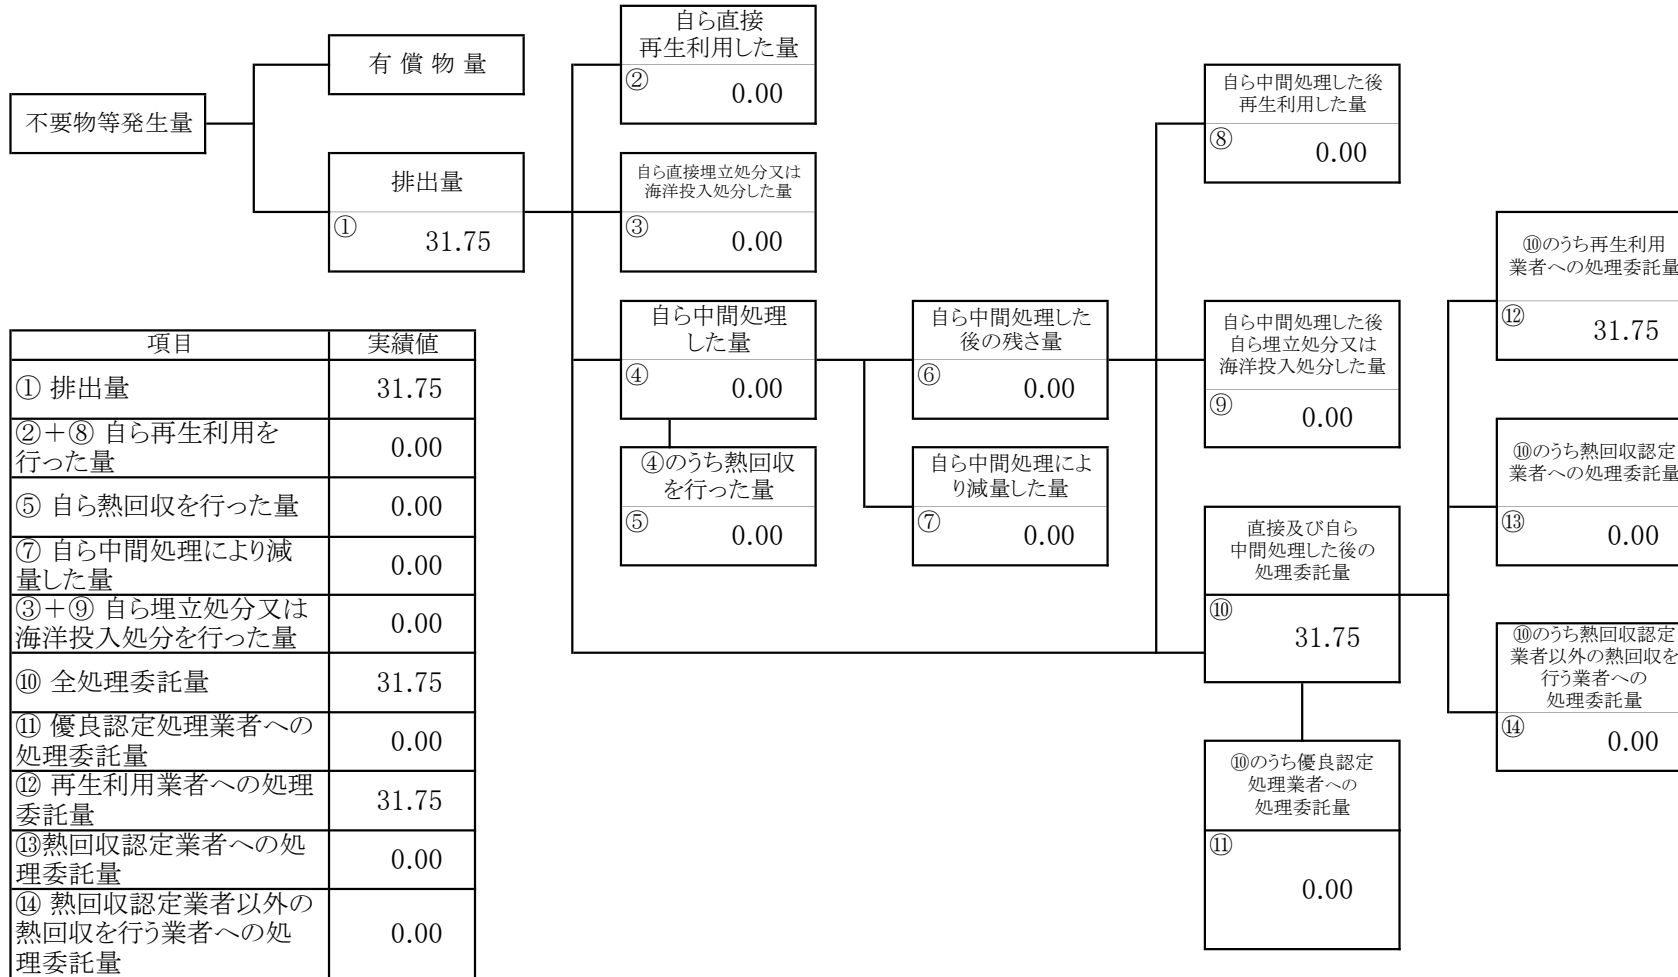 不要物等発生量
有 償 物 量
排出量
①
31.75
自ら直接
再生利用した量
②
0.00
自ら直接埋立処分又は
海洋投入処分した量
③
0.00
自ら中間処理
した量
④
0.00
④のうち熱回収
を行った量
⑤
0.00
自ら中間処理した
後の残さ量
⑥
0.00
自ら中間処理によ
り減量した量
⑦
0.00
自ら中間処理した後
再生利用した量
⑧
0.00
自ら中間処理した後
自ら埋立処分又は
海洋投入処分した量
⑨
0.00
直接及び自ら
中間処理した後の
処理委託量
⑩
31.75
⑩のうち優良認定
処理業者への
処理委託量
⑪
0.00
⑩のうち再生利用
業者への処理委託量
⑫
31.75
⑩のうち熱回収認定
業者への処理委託量
⑬
0.00
⑩のうち熱回収認定
業者以外の熱回収を
行う業者への
処理委託量
⑭
0.00
項目 実績値
① 排出量 31.75
②+⑧ 自ら再生利用を
行った量 0.00
⑤ 自ら熱回収を行った量 0.00
⑦ 自ら中間処理により減
量した量 0.00
③+⑨ 自ら埋立処分又は
海洋投入処分を行った量 0.00
⑩ 全処理委託量 31.75
⑪ 優良認定処理業者への
処理委託量 0.00
⑫ 再生利用業者への処理
委託量 31.75
⑬熱回収認定業者への処
理委託量 0.00
⑭ 熱回収認定業者以外の
熱回収を行う業者への処
理委託量 0.00